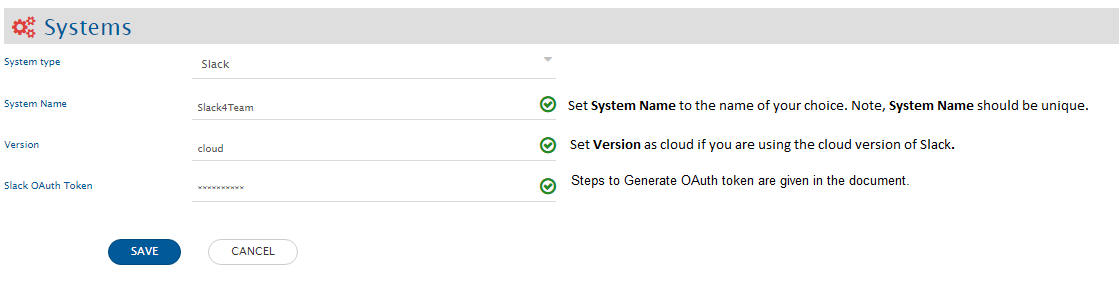 Systems
System type
Slack
System Name
Slack4Team
Set System Name to the name of your choice. Note, System Name should be unique.
Version
cloud
Set Version as cloud if you are using the cloud version of Slack.
Slack OAuth Token
**********
Steps to Generate OAuth token are given in the document.
SAVE
CANCEL